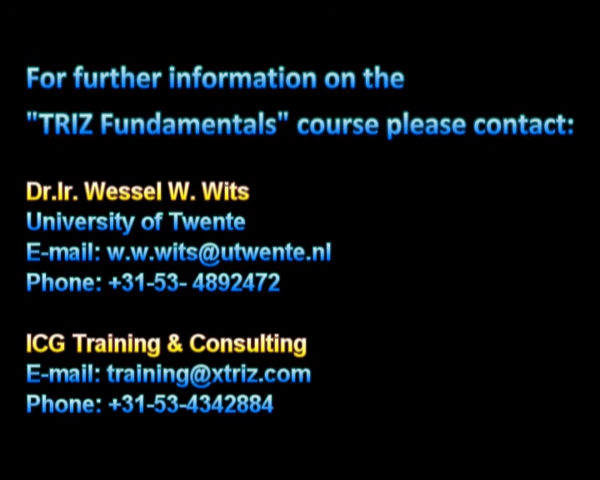 For further information on the
"TRIZ Fundamentals" course please contact:
Dr.Ir. Wessel W. Wits
University of Twente
E-mail: w.w.wits@utwente.nl
Phone: +31-53- 4892472
ICG Training & Consulting
E-mail: training@xtriz.com
Phone: +31-53-4342884